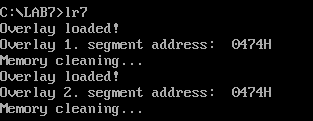 C:\LAB7>lr7
Overlay loaded!
Overlay 1. segment address:  0474H
Memory cleaning...
Overlay loaded!
Overlay 2. segment address:  0474H
Memory cleaning...